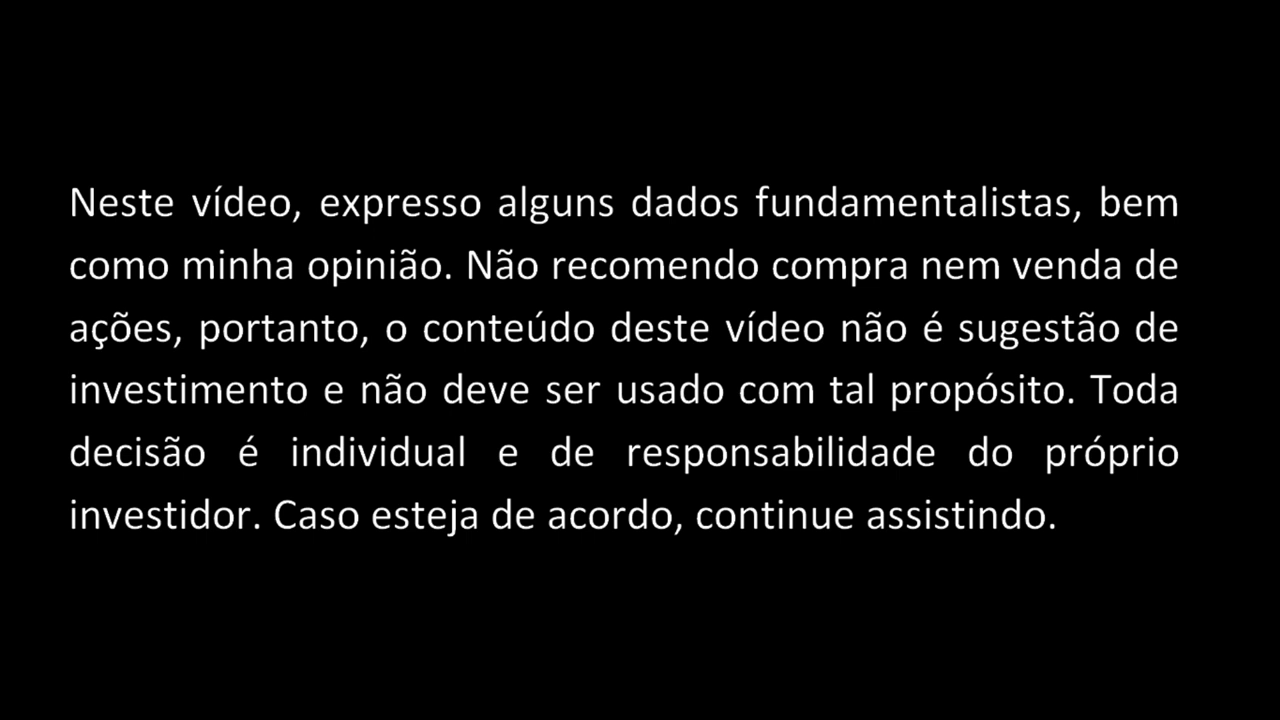 Neste vídeo, expresso alguns dados fundamentalistas, bem
como minha opinião. Não recomendo compra nem venda de
ações, portanto, o conteúdo deste vídeo não é sugestão de
investimento e não deve ser usado com tal propósito. Toda
decisão é individual e de responsabilidade do próprio
investidor. Caso esteja de acordo, continue assistindo.